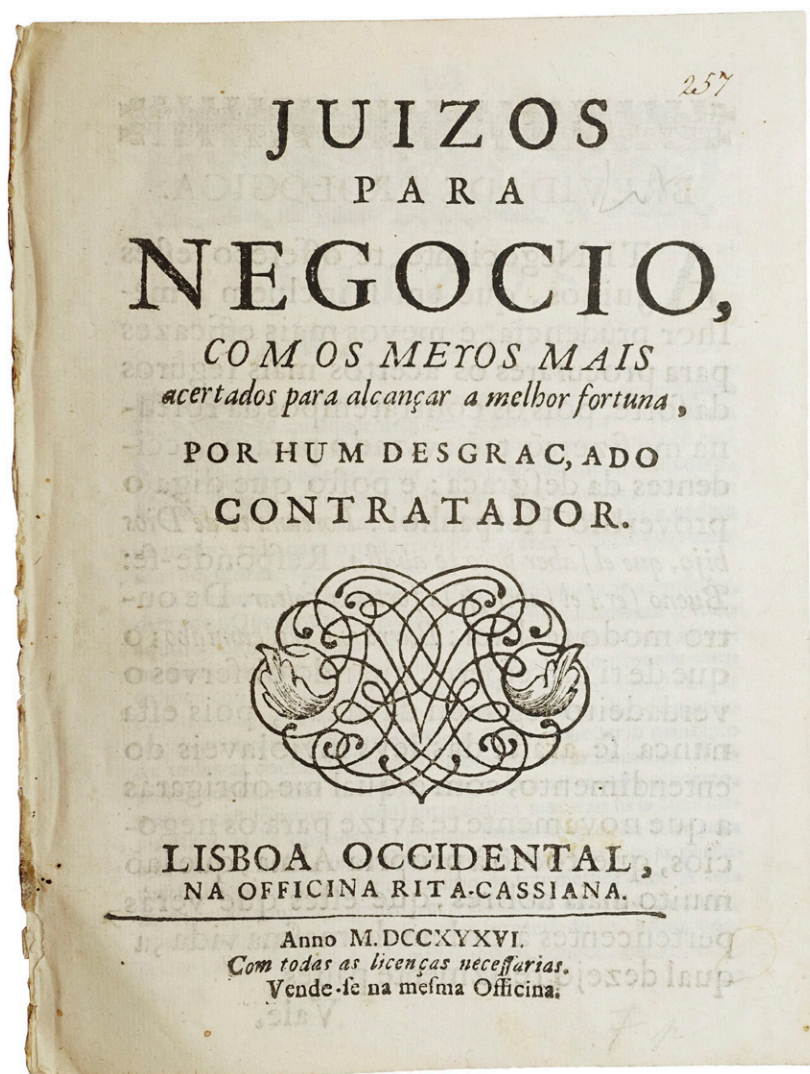 257
JUIZOS
PARA
NEGOCIO,
COM OS MEYOS MAIS
acertados para alcançar a melhor fortuna,
POR HUM DESGRAC,ADO
CONTRATADOR.
LISBOA OCCIDENTAL,
NA OFFICINA RITA-CASSIANA.
Anno M.DCCXYXVI.
Com todas as licenças neceſſarias.
Vende-ſe na meſma Officina.